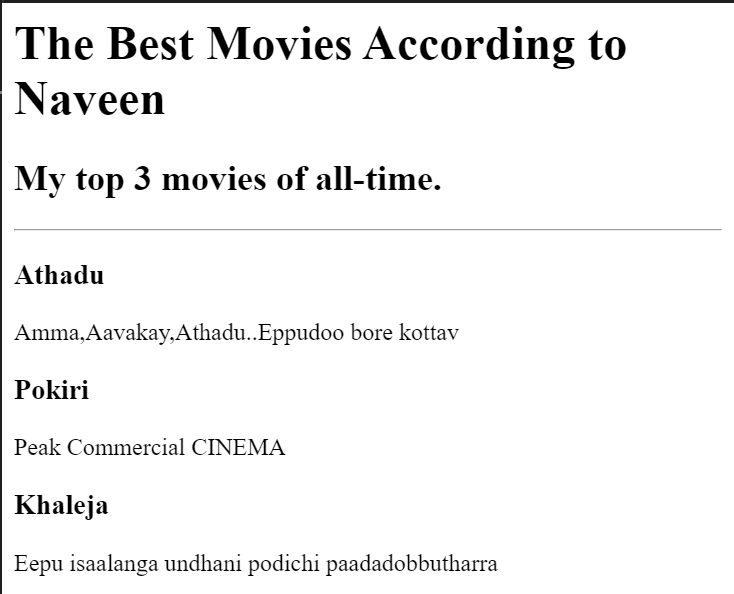 The Best Movies According to
Naveen
My top 3 movies of all-time.
Athadu
Amma,Aavakay,Athadu..Eppudoo bore kottav
Pokiri
Peak Commercial CINEMA
Khaleja
Eepu isaalanga undhani podichi paadadobbutharra